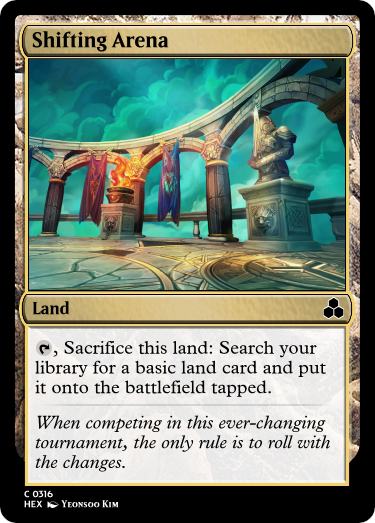 Shifting Arena
Land
, Sacrifice this land: Search your
library for a basic land card and put
it onto the battlefield tapped.
When competing in this ever-changing
tournament, the only rule is to roll with
the changes.
C 0316
HEX Yeonsoo Kim